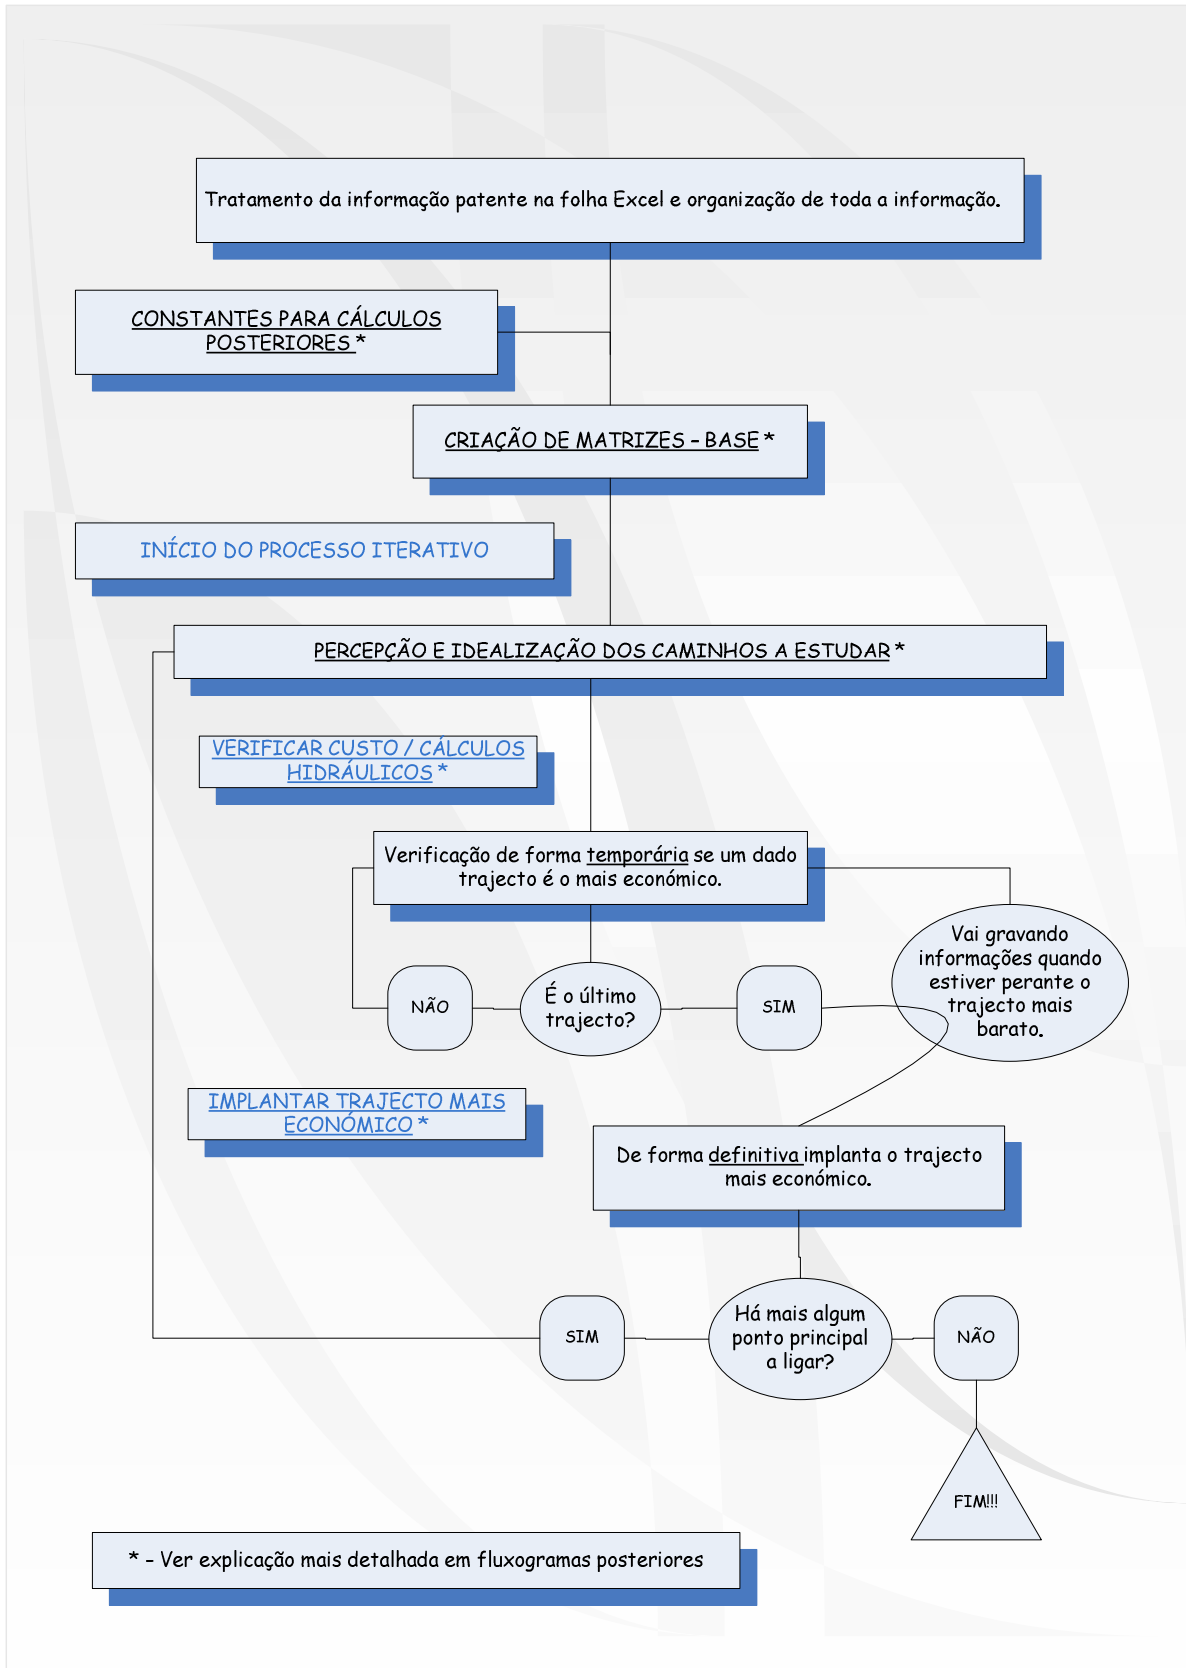 Tratamento da informação patente na folha Excel e organização de toda a informação.
CONSTANTES PARA CÁLCULOS
POSTERIORES *
CRIAÇÃO DE MATRIZES – BASE *
INÍCIO DO PROCESSO ITERATIVO
PERCEPÇÃO E IDEALIZAÇÃO DOS CAMINHOS A ESTUDAR *
VERIFICAR CUSTO / CÁLCULOS
HIDRÁULICOS *
Verificação de forma temporária se um dado
trajecto é o mais económico.
Vai gravando
informações quando
estiver perante o
trajecto mais
barato.
NÃO
É o último
trajecto?
SIM
IMPLANTAR TRAJECTO MAIS
ECONÓMICO *
De forma definitiva implanta o trajecto
mais económico.
SIM
Há mais algum
ponto principal
a ligar?
NÃO
FIM!!!
* – Ver explicação mais detalhada em fluxogramas posteriores